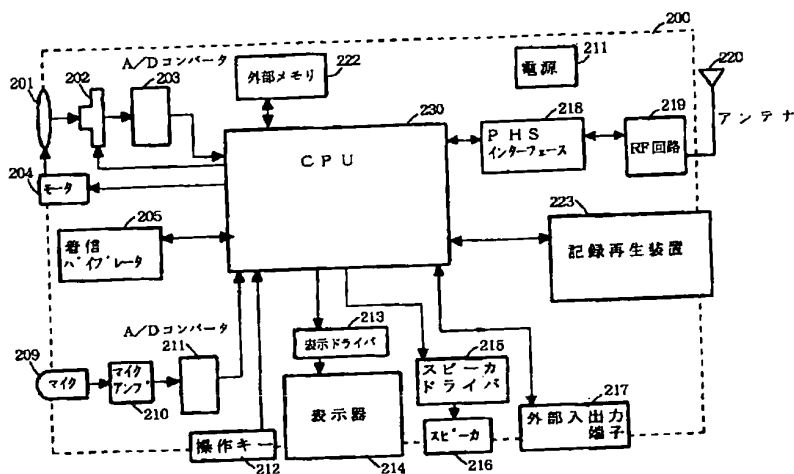 200
A/Dコンバータ
201
202
203
外部メモリ
222
電源
211
220
アンテナ
230
CPU
218
PHS
インターフェース
219
RF回路
204
モータ
205
着信
バイブレータ
223
記録再生装置
A/Dコンバータ
211
209
マイク
マイク
アンプ
210
213
表示ドライバ
表示器
214
215
スピーカ
ドライバ
スピーカ
216
217
外部入出力
端子
操作キー
212